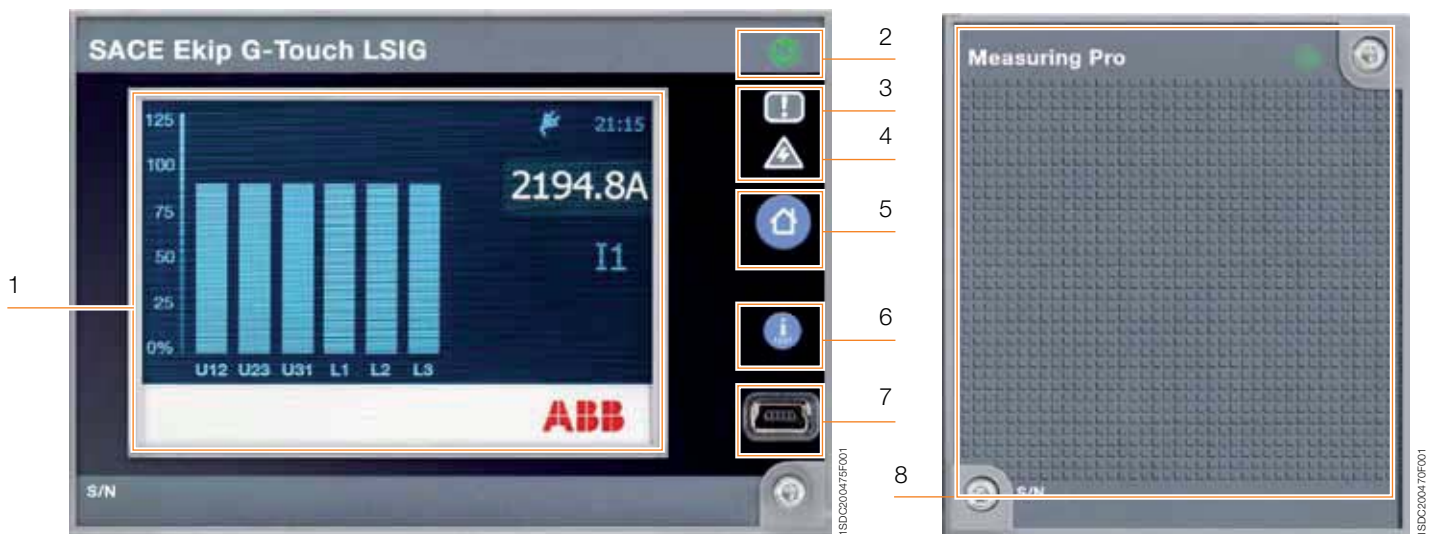 SACE Ekip G-Touch LSIG
125
100
75
50
25
0%
U12 U23 U31 L1 L2 L3
21:15
2194.8A
I1
ABB
S/N
1
2
3
4
5
6
7
1SDC200475F001
Measuring Pro
8
S/N
1SDC200470F001